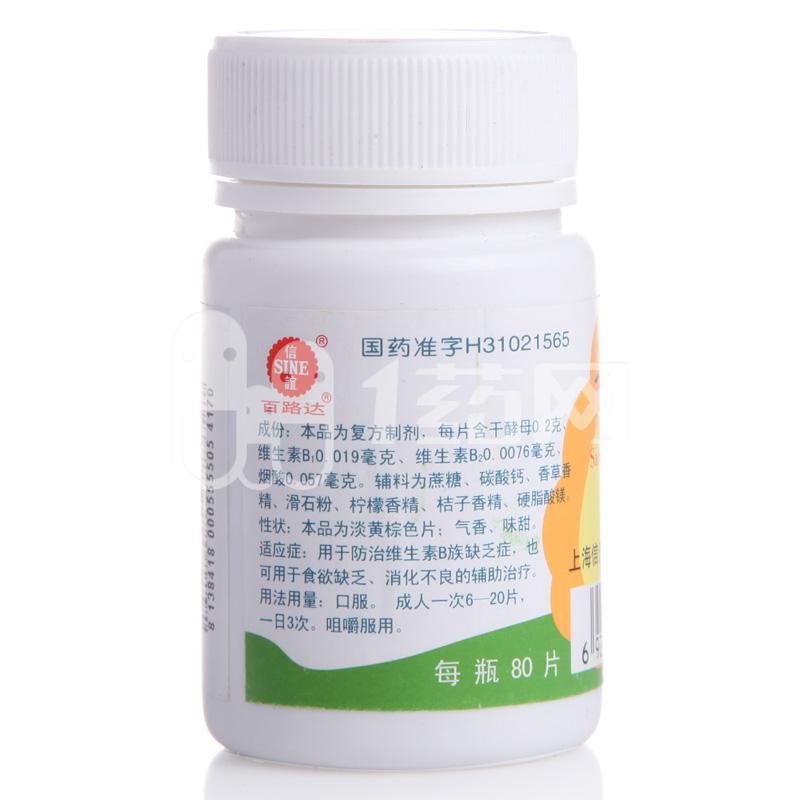 信
SINE
誼
®
百路达®
国药准字H31021565
成份：本品为复方制剂，每片含干酵母0.2克、
维生素B₁0.019毫克、维生素B₂0.0076毫克、
烟酸0.057毫克。辅料为蔗糖、碳酸钙、香草香
精、滑石粉、柠檬香精、桔子香精、硬脂酸镁。
性状：本品为淡黄棕色片；气香、味甜。
适应症：用于防治维生素B族缺乏症，也
可用于食欲缺乏、消化不良的辅助治疗。
用法用量：口服。 成人一次6—20片，
一日3次。咀嚼服用。
每瓶 80 片
上海信
8 138418 000555505 4170
1药网